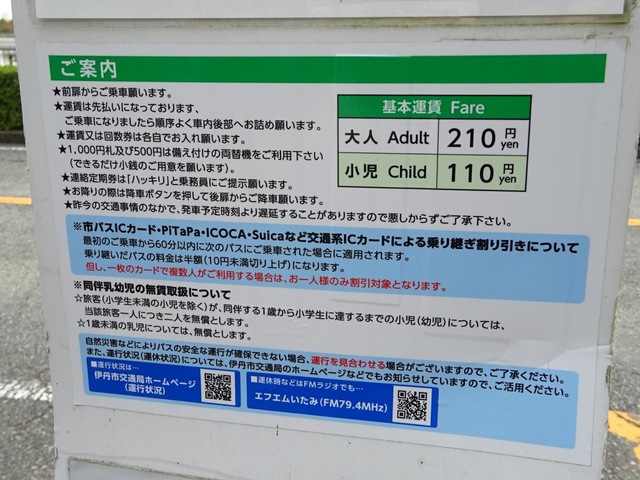 ご案内
★前扉からご乗車願います。
★運賃は先払いになっております、
ご乗車になりましたら順序よく車内後部へお詰め願います。
★運賃又は回数券は各自でお入れ願います。
★1,000円札及び500円は備え付けの両替機をご利用下さい
(できるだけ小銭のご用意を願います)
★連絡定期券は「ハッキリ」と乗務員にご提示願います。
★お降りの際は降車ボタンを押して後扉からご降車願います。
★昨今の交通事情のなかで、発車予定時刻より遅延することがありますので悪しからずご了承下さい。
基本運賃 Fare
大人 Adult 210円 yen
小児 Child 110円 yen
※市バスICカード・PiTaPa・ICOCA・Suicaなど交通系ICカードによる乗り継ぎ割り引きについて
最初のご乗車から60分以内に次のバスにご乗車された場合に適用されます。
乗り継いだバスの料金は半額(10円未満切り上げ)になります。
但し、一枚のカードで複数人がご利用する場合は、お一人様のみ割引対象となります。
※同伴乳幼児の無賃取扱について
☆旅客(小学生未満の小児を除く)が、同伴する1歳から小学生に達するまでの小児(幼児)については、
当該旅客一人につき二人を無償とします。
☆1歳未満の乳児については、無償とします。
自然災害などによりバスの安全な運行が確保できない場合、運行を見合わせる場合がございますので、ご了承ください。
また、運行状況(運休状況)については、伊丹市交通局のホームページなどでもお知らせしていますので、ご活用ください。
■運行状況は…
伊丹市交通局ホームページ
(運行状況)
■運休時などはFMラジオでも…
エフエムいたみ(FM79.4MHz)